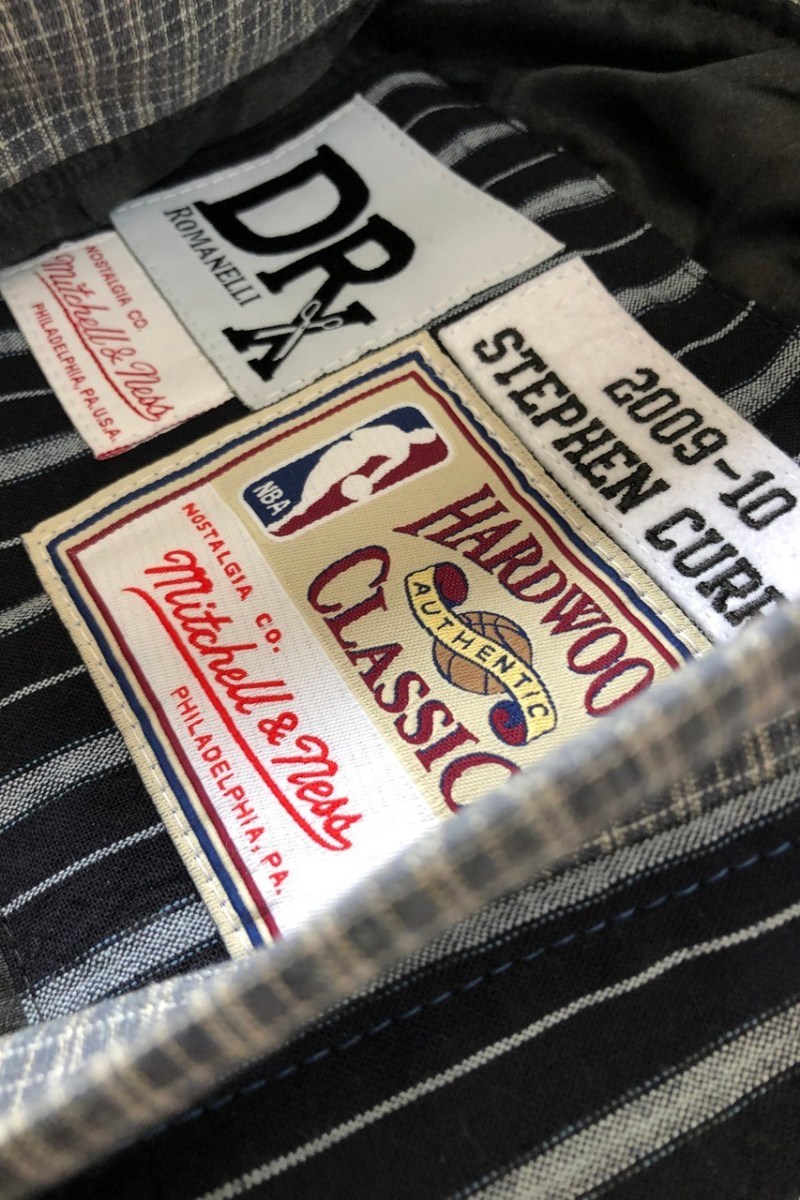 DRx
ROMANELLI
NOSTALGIA CO.
Mitchell & Ness
PHILADELPHIA, PA. U.S.A.
2009-10
STEPHEN CURR
NBA
HARDWOO
AUTHENTIC
CLASSIC
NOSTALGIA CO.
Mitchell & Ness
PHILADELPHIA, PA.